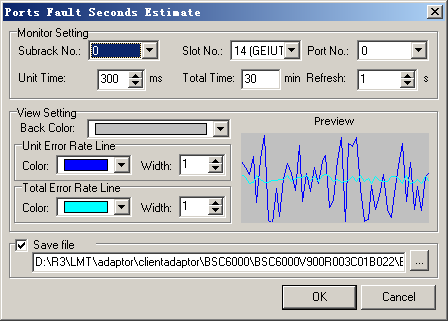 Ports Fault Seconds Estimate
Monitor Setting
Subrack No.: 0 Slot No.: 14 (GEIUT Port No.: 0
Unit Time: 300 ms Total Time: 30 min Refresh: 1 s
View Setting
Back Color: Preview
Unit Error Rate Line
Color: Width: 1
Total Error Rate Line
Color: Width: 1
Save file
D:\R3\LMT\adaptor\clientadaptor\BSC6000\BSC6000V900R003C01B022\E ...
OK Cancel